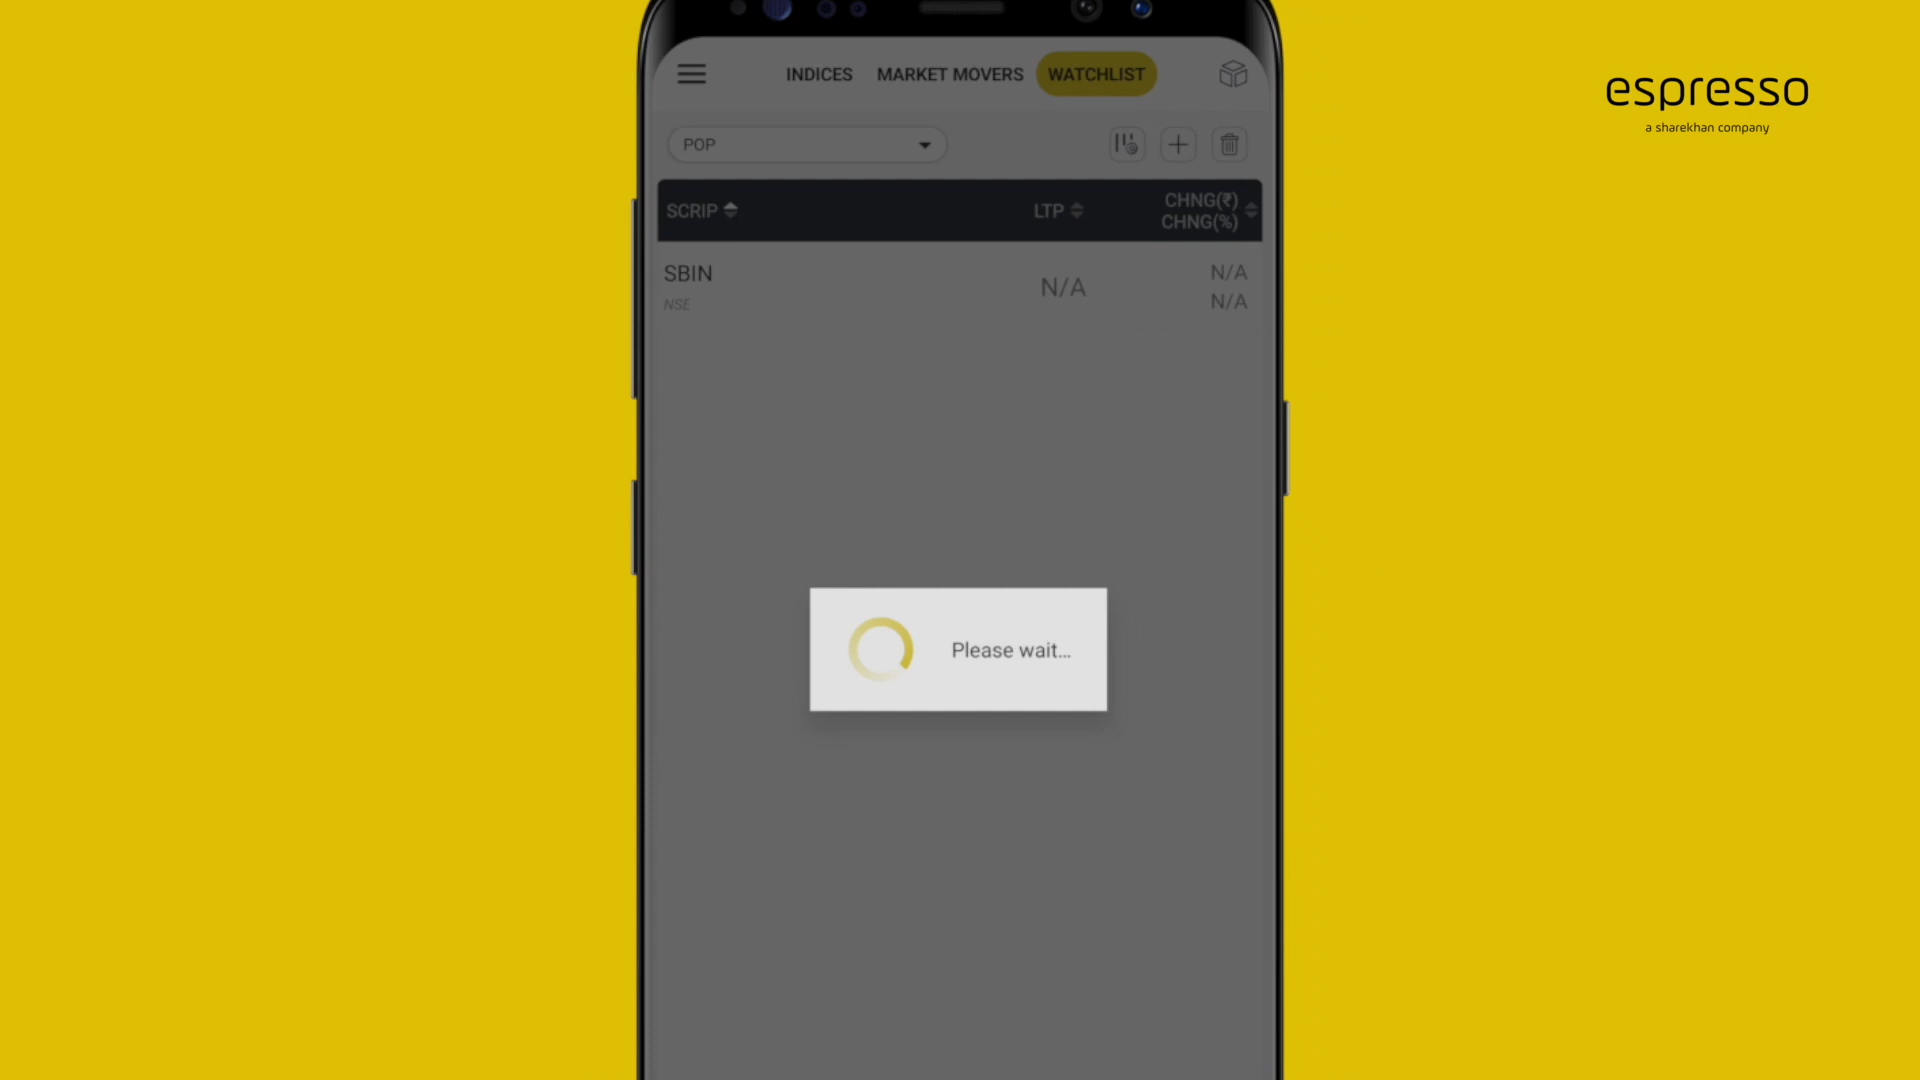 INDICES MARKET MOVERS WATCHLIST
espresso
a sharekhan company
POP
SCRIP LTP CHNG(₹)
CHNG(%)
SBIN N/A N/A
NSE N/A
Please wait...